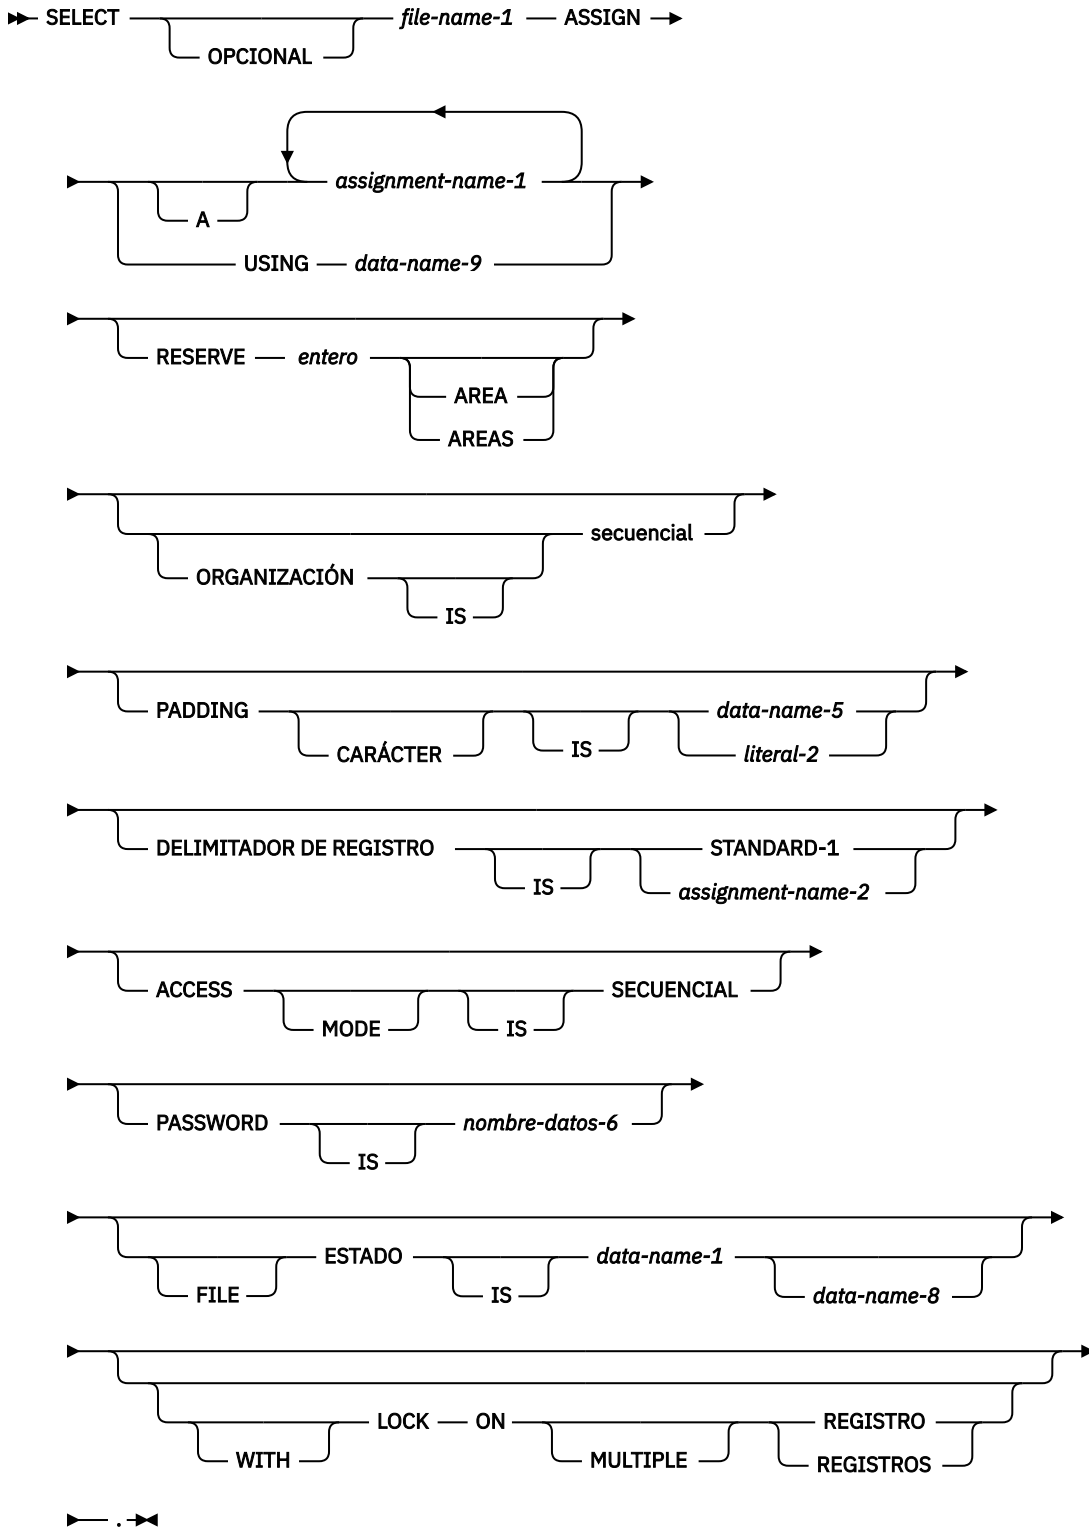 SELECT file-name-1 ASSIGN
OPCIONAL
assignment-name-1
A
USING data-name-9
RESERVE entero
AREA
AREAS
secuencial
ORGANIZACIÓN
IS
PADDING data-name-5
CARÁCTER IS literal-2
DELIMITADOR DE REGISTRO STANDARD-1
IS assignment-name-2
ACCESS SECUENCIAL
MODE IS
PASSWORD nombre-datos-6
IS
ESTADO data-name-1
FILE IS data-name-8
LOCK ON REGISTRO
WITH MULTIPLE REGISTROS
.